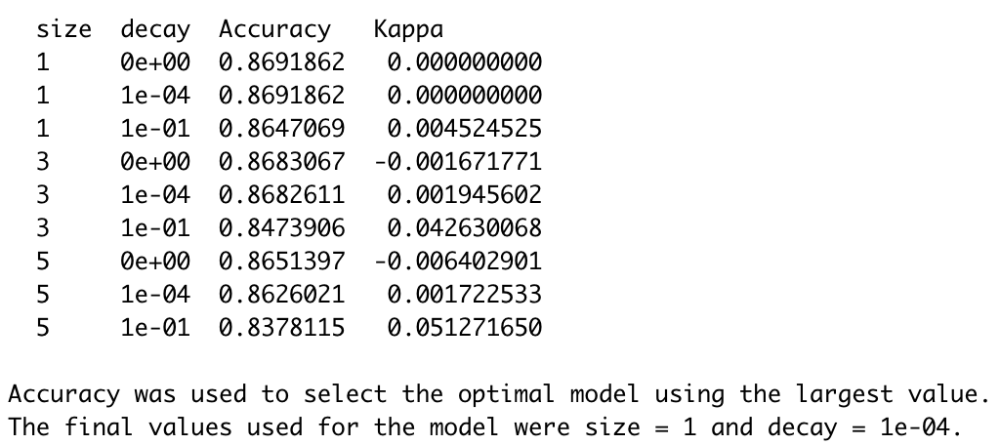 size  decay  Accuracy   Kappa
1     0e+00  0.8691862   0.000000000
1     1e-04  0.8691862   0.000000000
1     1e-01  0.8647069   0.004524525
3     0e+00  0.8683067  -0.001671771
3     1e-04  0.8682611   0.001945602
3     1e-01  0.8473906   0.042630068
5     0e+00  0.8651397  -0.006402901
5     1e-04  0.8626021   0.001722533
5     1e-01  0.8378115   0.051271650
Accuracy was used to select the optimal model using the largest value.
The final values used for the model were size = 1 and decay = 1e-04.